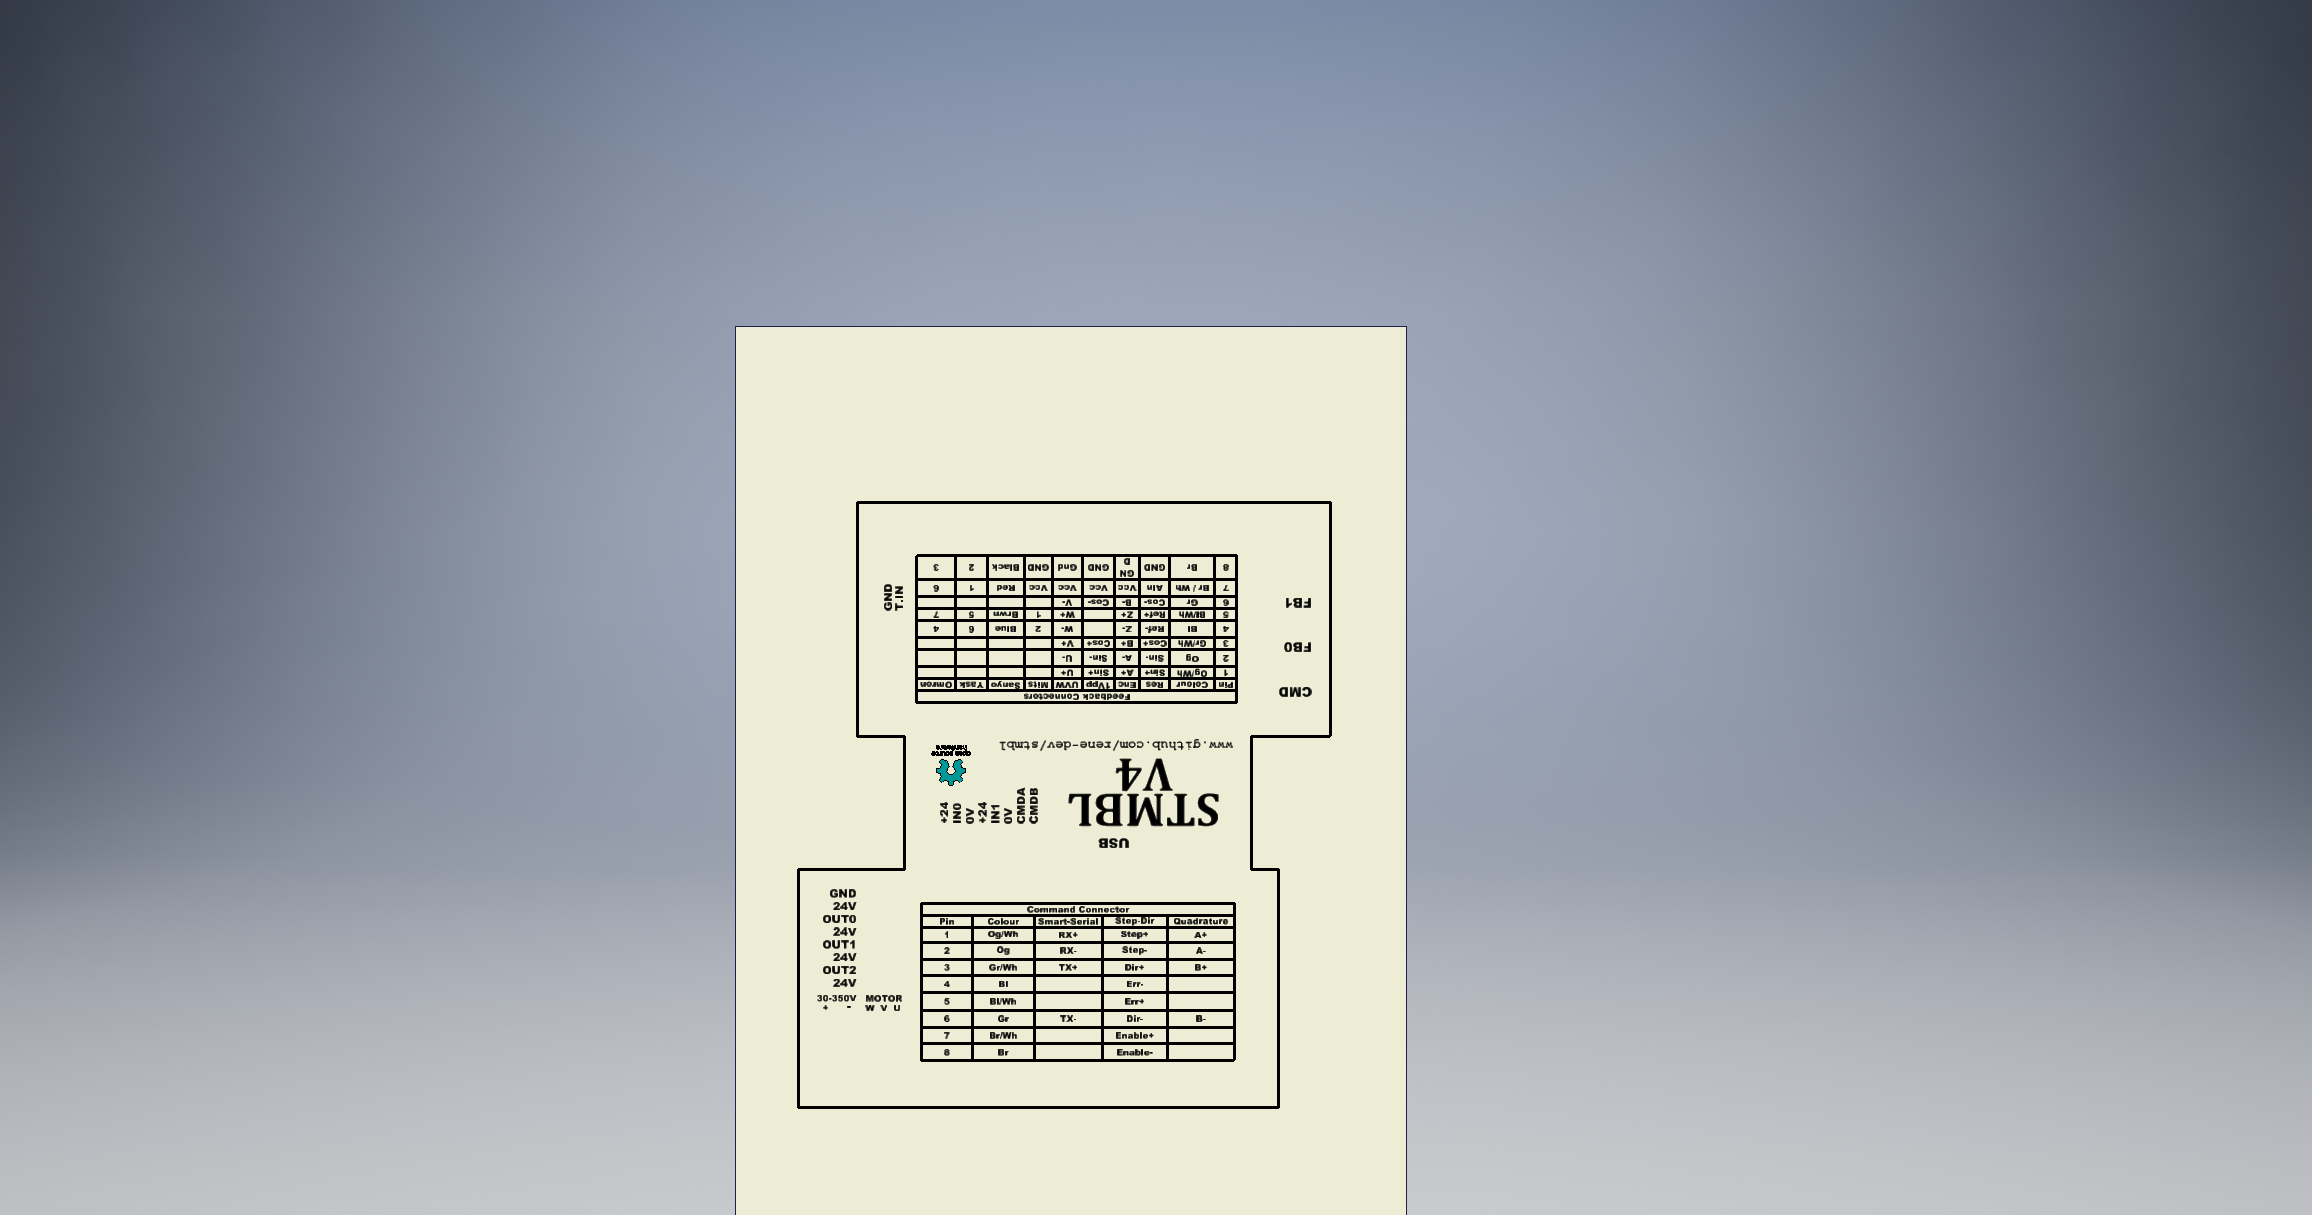 Feedback Connectors
Pin Colour Res Enc 1Vpp UVW Mits Sanyo Yask Omron
1 Og/Wh Sin+ A+ Sin+ U+
2 Og Sin- A- Sin- U-
3 Gr/Wh Cos+ B+ Cos+ V+
4 Bl Ref- Z- W- 2 Blue 6 4
5 Bl/Wh Ref+ Z+ W+ 1 Brwn 5 7
6 Gr Cos- B- Cos- V-
7 Br / Wh Ain Vcc Vcc Vcc Vcc Red 1 6
8 Br GND GN D GND Gnd GND Black 2 3
GND
T.IN
FB1
FB0
CMD
www.github.com/rene-dev/stmbl
open source
hardware
USB
STMBL
V4
+24
IN0
0V
+24
IN1
0V
CMDA
CMDB
GND
24V
OUT0
24V
OUT1
24V
OUT2
24V
30-350V MOTOR
+ - W V U
Command Connector
Pin Colour Smart-Serial Step-Dir Quadrature
1 Og/Wh RX+ Step+ A+
2 Og RX- Step- A-
3 Gr/Wh TX+ Dir+ B+
4 Bl Err-
5 Bl/Wh Err+
6 Gr TX- Dir- B-
7 Br/Wh Enable+
8 Br Enable-